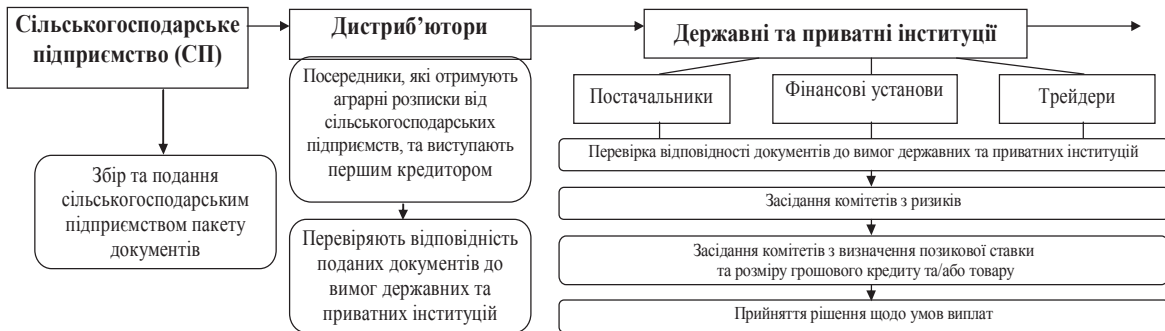 Сільськогосподарське
підприємство (СП)
Збір та подання
сільськогосподарським
підприємством пакету
документів
Дистриб’ютори
Посередники, які отримують
аграрні розписки від
сільськогосподарських
підприємств, та виступають
першим кредитором
Перевіряють відповідність
поданих документів до
вимог державних та
приватних інституцій
Державні та приватні інституції
Постачальники
Фінансові установи
Трейдери
Перевірка відповідності документів до вимог державних та приватних інституцій
Засідання комітетів з ризиків
Засідання комітетів з визначення позикової ставки
та розміру грошового кредиту та/або товару
Прийняття рішення щодо умов виплат